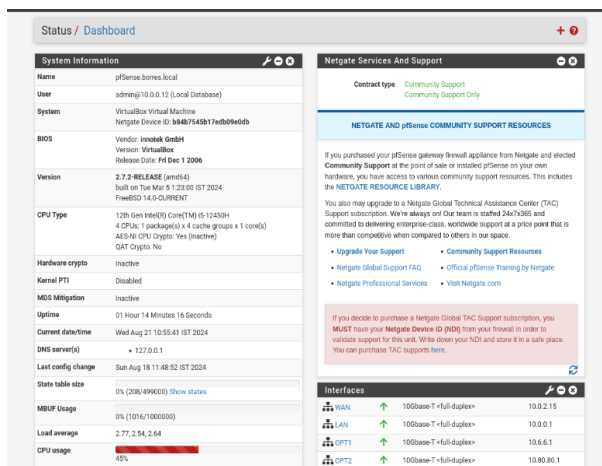 Status / Dashboard
System Information
Name pfSense.borres.local
User admin@10.0.0.12 (Local Database)
System VirtualBox Virtual Machine
Netgate Device ID: b84b7545b17edb09e0db
BIOS Vendor: innotek GmbH
Version: VirtualBox
Release Date: Fri Dec 1 2006
Version 2.7.2-RELEASE (amd64)
built on Tue Mar 5 1:23:00 IST 2024
FreeBSD 14.0-CURRENT
CPU Type 12th Gen Intel(R) Core(TM) i5-12450H
4 CPUs: 1 package(s) x 4 cache groups x 1 core(s)
AES-NI CPU Crypto: Yes (inactive)
QAT Crypto: No
Hardware crypto Inactive
Kernel PTI Disabled
MDS Mitigation Inactive
Uptime 01 Hour 14 Minutes 16 Seconds
Current date/time Wed Aug 21 10:55:41 IST 2024
DNS server(s) • 127.0.0.1
Last config change Sun Aug 18 11:48:52 IST 2024
State table size
0% (208/499000) Show states
MBUF Usage
0% (1016/1000000)
Load average 2.77, 2.54, 2.64
CPU usage
45%
Netgate Services And Support
Contract type Community Support
Community Support Only
NETGATE AND pfSense COMMUNITY SUPPORT RESOURCES
If you purchased your pfSense gateway firewall appliance from Netgate and elected
Community Support at the point of sale or installed pfSense on your own
hardware, you have access to various community support resources. This includes
the NETGATE RESOURCE LIBRARY.
You also may upgrade to a Netgate Global Technical Assistance Center (TAC)
Support subscription. We're always on! Our team is staffed 24x7x365 and
committed to delivering enterprise-class, worldwide support at a price point that is
more than competitive when compared to others in our space.
• Upgrade Your Support • Community Support Resources
• Netgate Global Support FAQ • Official pfSense Training by Netgate
• Netgate Professional Services • Visit Netgate.com
If you decide to purchase a Netgate Global TAC Support subscription, you
MUST have your Netgate Device ID (NDI) from your firewall in order to
validate support for this unit. Write down your NDI and store it in a safe place.
You can purchase TAC supports here.
Interfaces
WAN 10Gbase-T <full-duplex> 10.0.2.15
LAN 10Gbase-T <full-duplex> 10.0.0.1
OPT1 10Gbase-T <full-duplex> 10.6.6.1
OPT2 10Gbase-T <full-duplex> 10.80.80.1